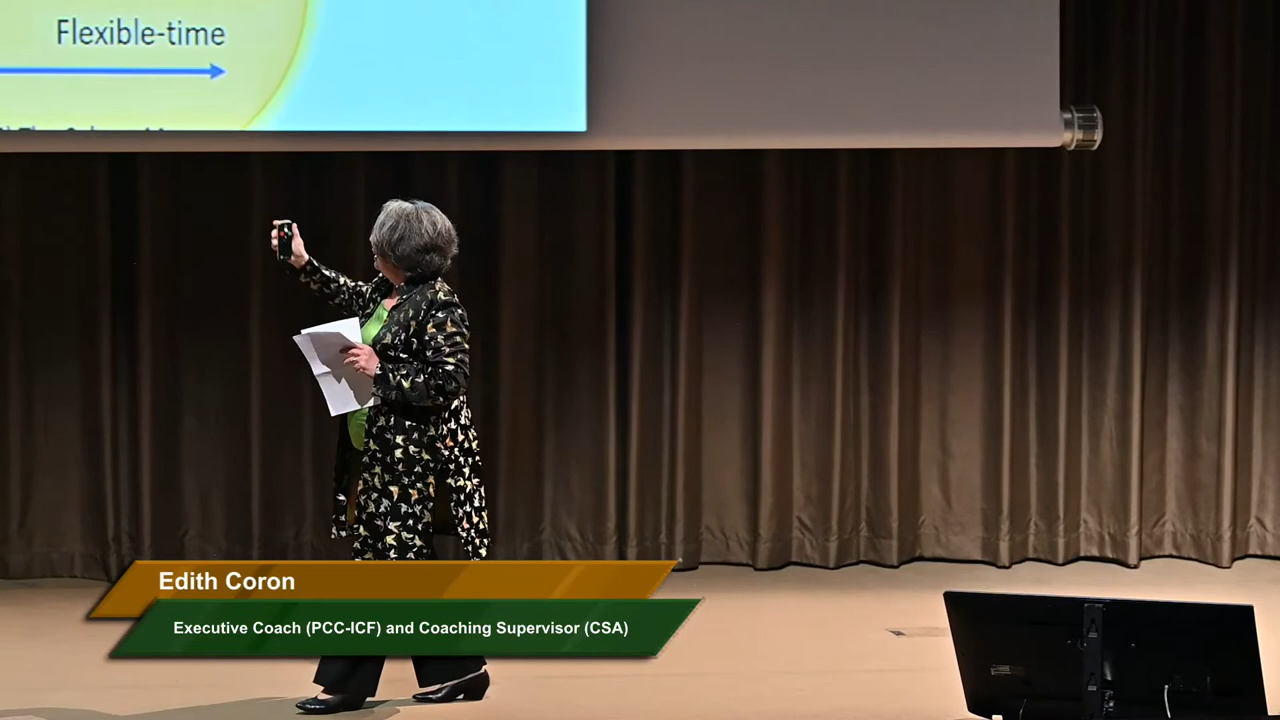 Flexible-time
Edith Coron
Executive Coach (PCC-ICF) and Coaching Supervisor (CSA)